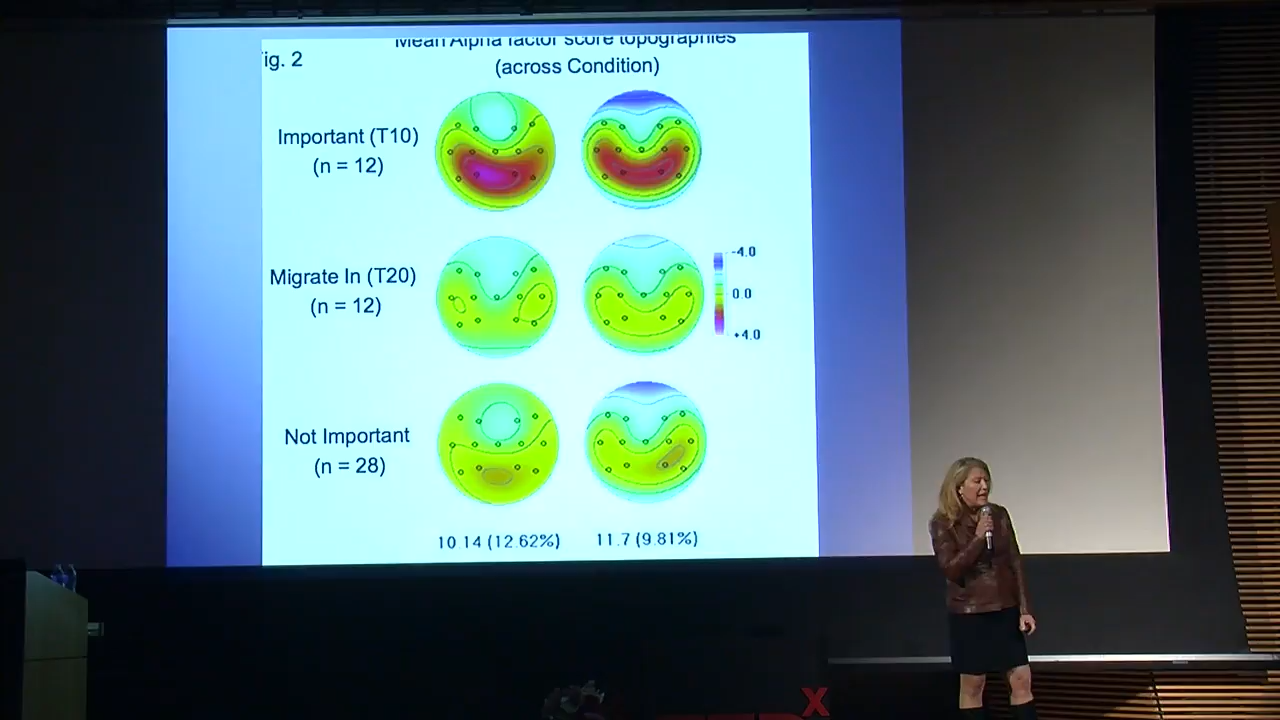 ig. 2
Mean Alpha factor score topographies
(across Condition)
Important (T10)
(n = 12)
Migrate In (T20)
(n = 12)
-4.0
0.0
+4.0
Not Important
(n = 28)
10 14 (12.62%)
11.7 (9.81%)
x